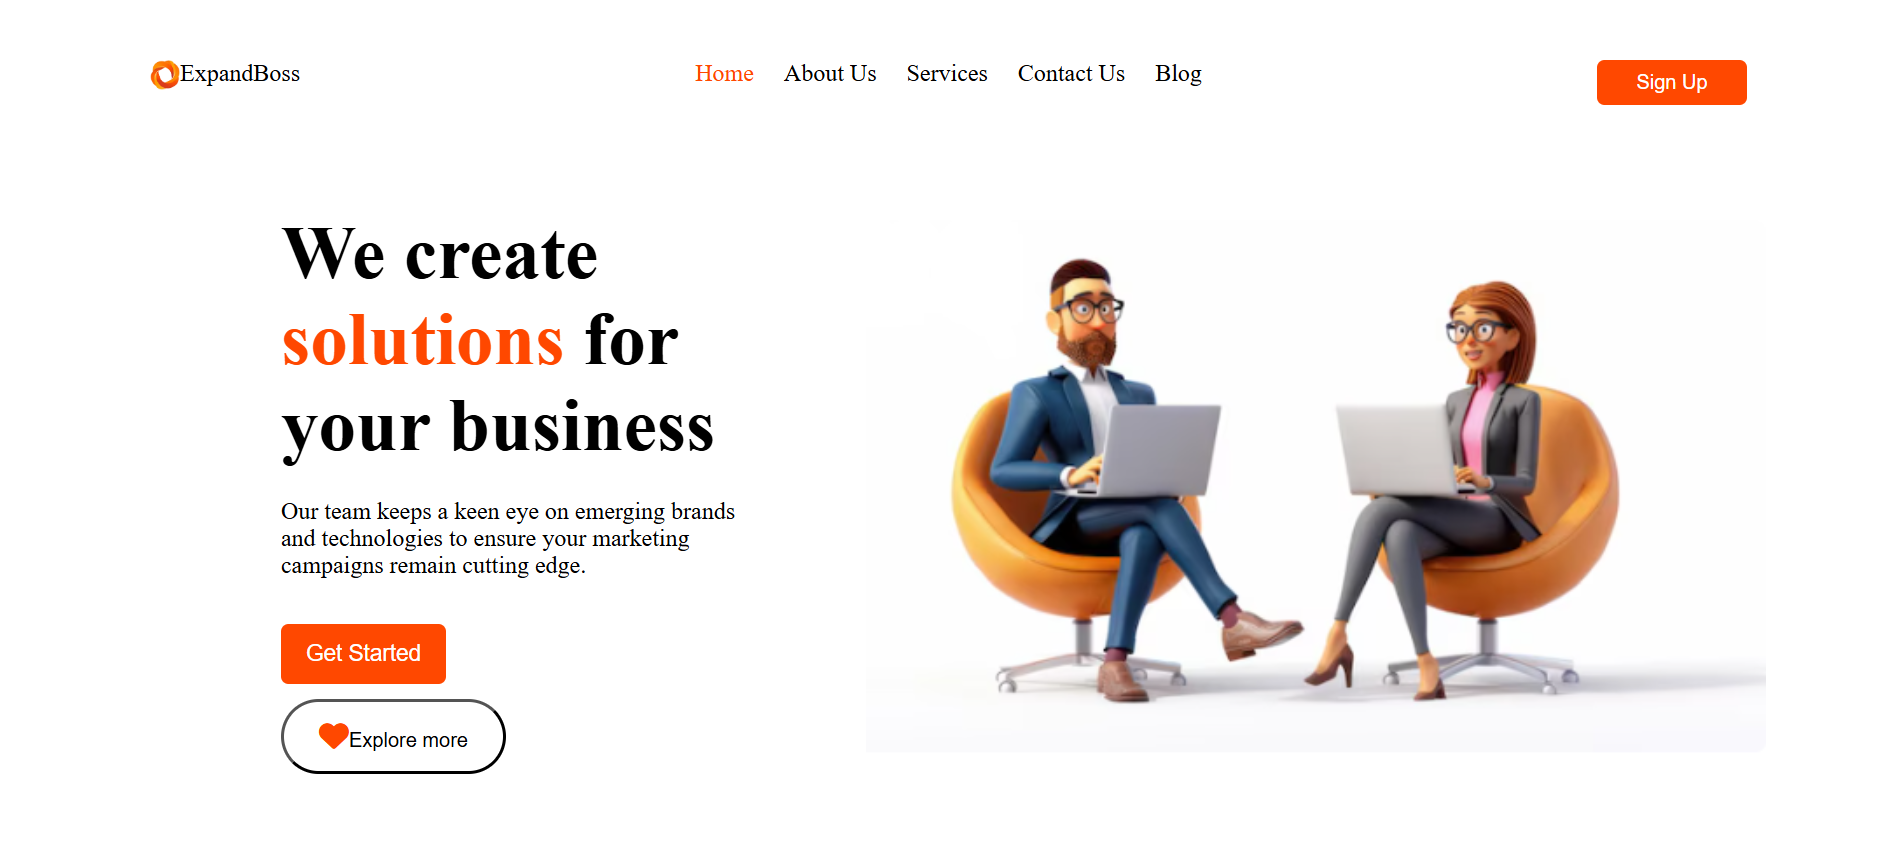 ExpandBoss
Home About Us Services Contact Us Blog
Sign Up
We create
solutions for
your business
Our team keeps a keen eye on emerging brands
and technologies to ensure your marketing
campaigns remain cutting edge.
Get Started
Explore more